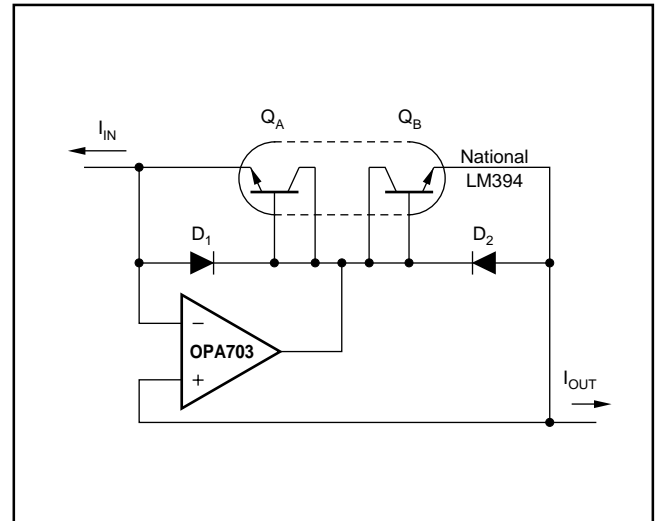 Q_A
Q_B
I_IN
National
LM394
D_1
D_2
−
OPA703
+
I_OUT